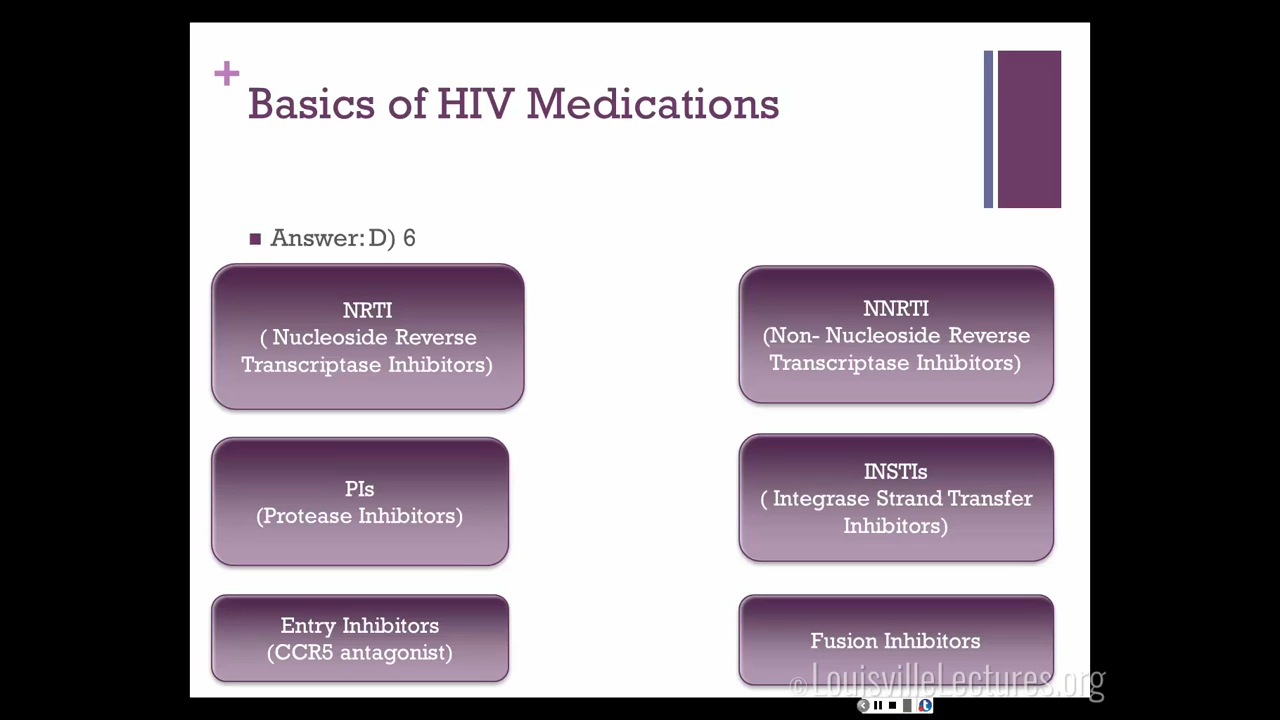 +
Basics of HIV Medications
Answer: D) 6
NRTI
( Nucleoside Reverse
Transcriptase Inhibitors)
NNRTI
(Non- Nucleoside Reverse
Transcriptase Inhibitors)
PIs
(Protease Inhibitors)
INSTIs
( Integrase Strand Transfer
Inhibitors)
Entry Inhibitors
(CCR5 antagonist)
Fusion Inhibitors
©LouisvilleLectures.org